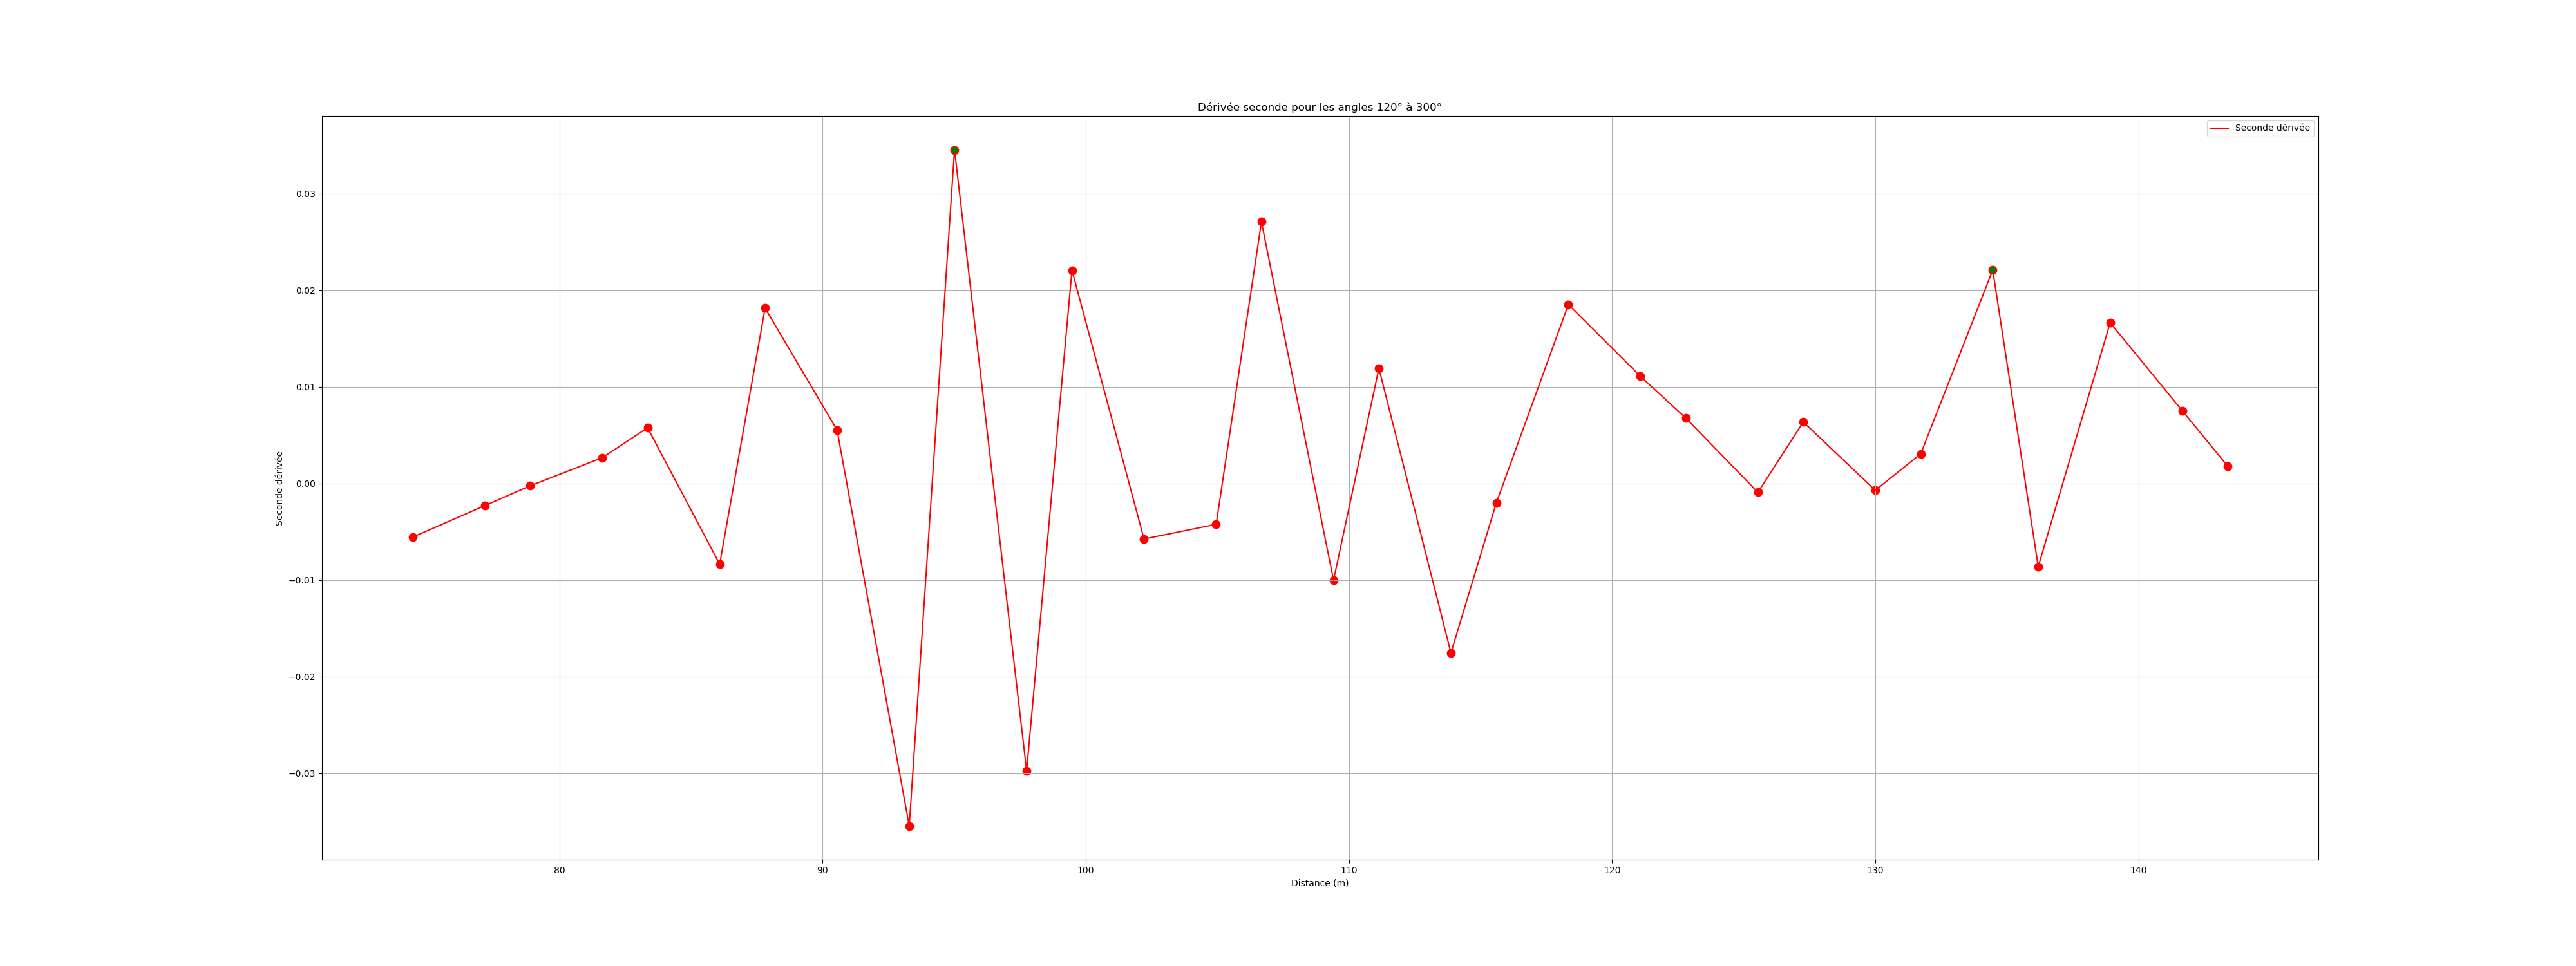 Dérivée seconde pour les angles 120° à 300°
Seconde dérivée
0.03
0.02
0.01
0.00
−0.01
−0.02
−0.03
Seconde dérivée
80 90 100 110 120 130 140
Distance (m)